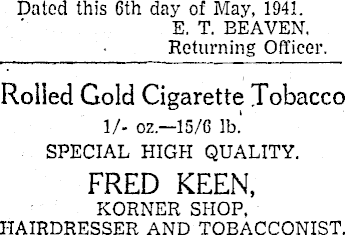 Dated this 6th day of May, 1941.
E. T. BEAVEN.
Returning Officer.
Rolled Gold Cigarette Tobacco
1/- oz.—15/6 lb.
SPECIAL HIGH QUALITY.
FRED KEEN,
KORNER SHOP,
HAIRDRESSER AND TOBACCONIST.